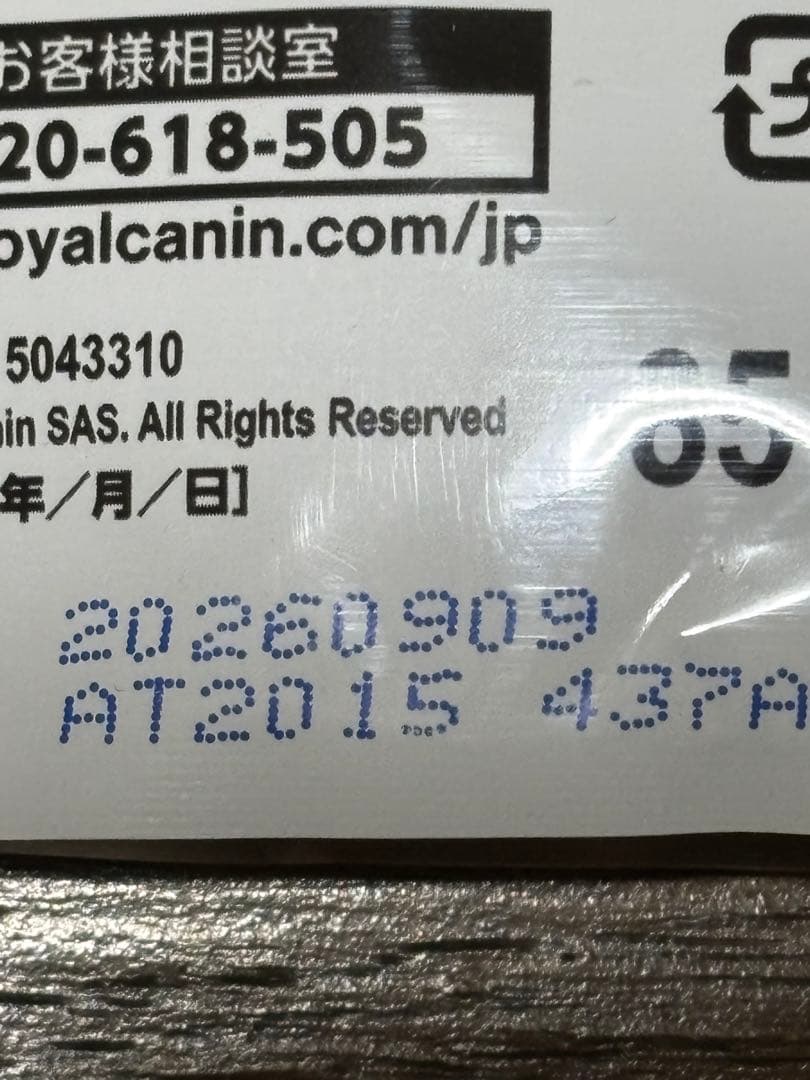 お客様相談室
20-618-505
oyalcanin.com/jp
5043310
in SAS. All Rights Reserved
年／月／日]
85
20260909
AT2015 437A